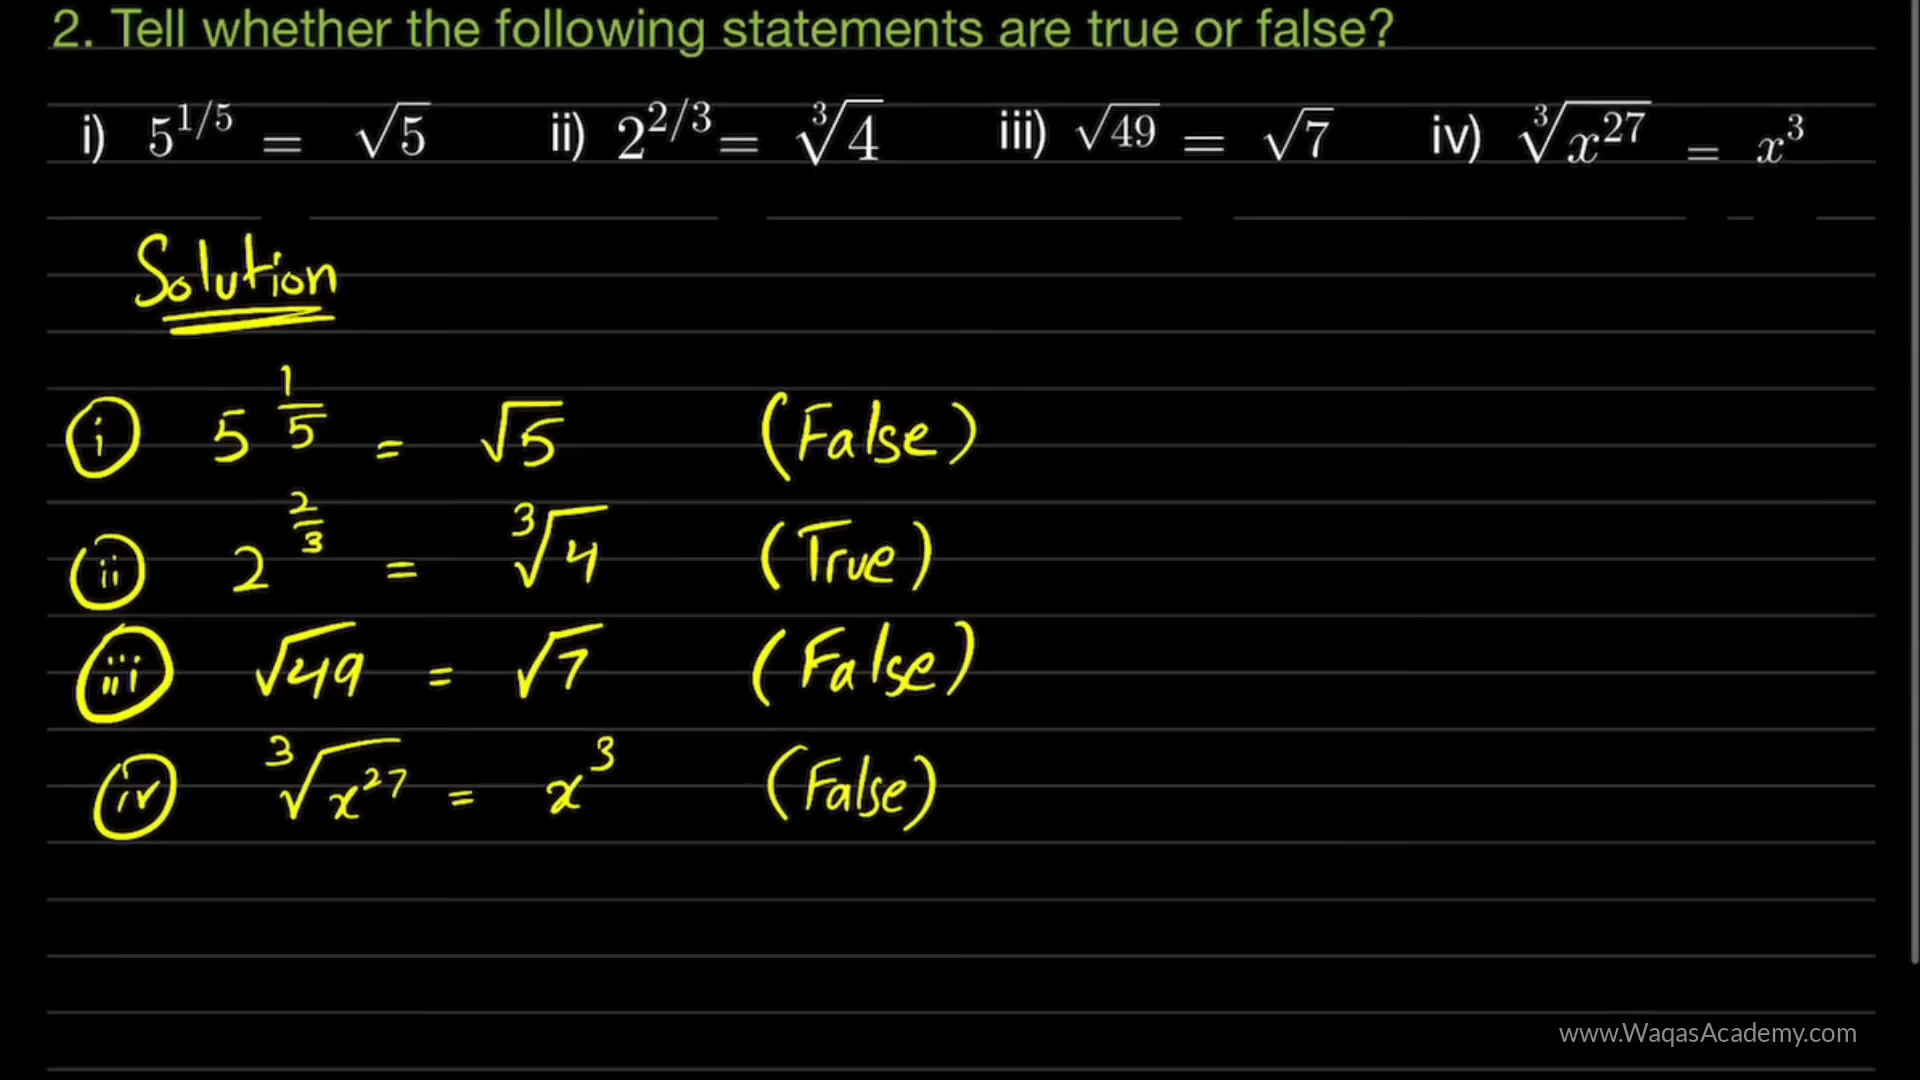 2. Tell whether the following statements are true or false?
i) 5^{1/5} = √5 ii) 2^{2/3} = ∛4 iii) √49 = √7 iv) ∛x^{27} = x^3
Solution
i 5^{1/5} = √5 (False)
ii 2^{2/3} = ∛4 (True)
iii √49 = √7 (False)
iv ∛x^{27} = x^3 (False)
www.WaqasAcademy.com